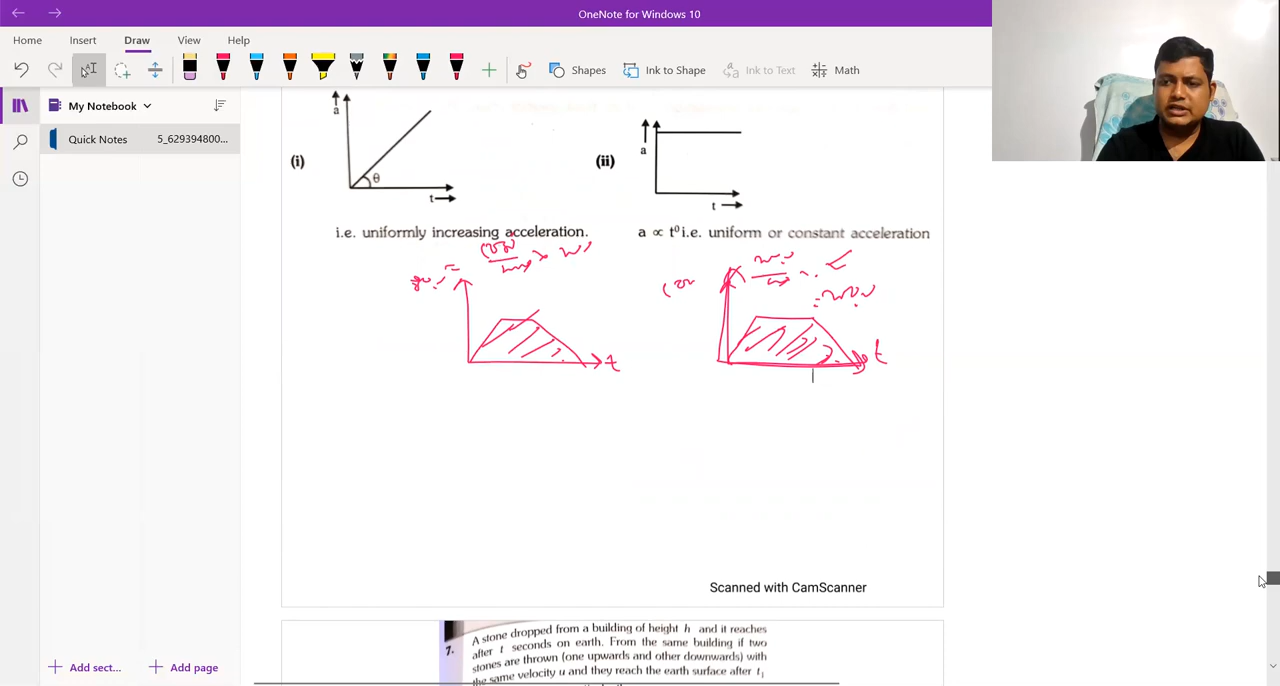 OneNote for Windows 10
Home Insert Draw View Help
Shapes Ink to Shape Ink to Text Math
My Notebook
Quick Notes 5_629394800...
a
θ
(i)
t
i.e. uniformly increasing acceleration.
(ii)
a
t
a ∝ t⁰ i.e. uniform or constant acceleration
t
t
Scanned with CamScanner
7. A stone dropped from a building of height h and it reaches
after t seconds on earth. From the same building if two
stones are thrown (one upwards and other downwards) with
the same velocity u and they reach the earth surface after t₁
Add sect... Add page